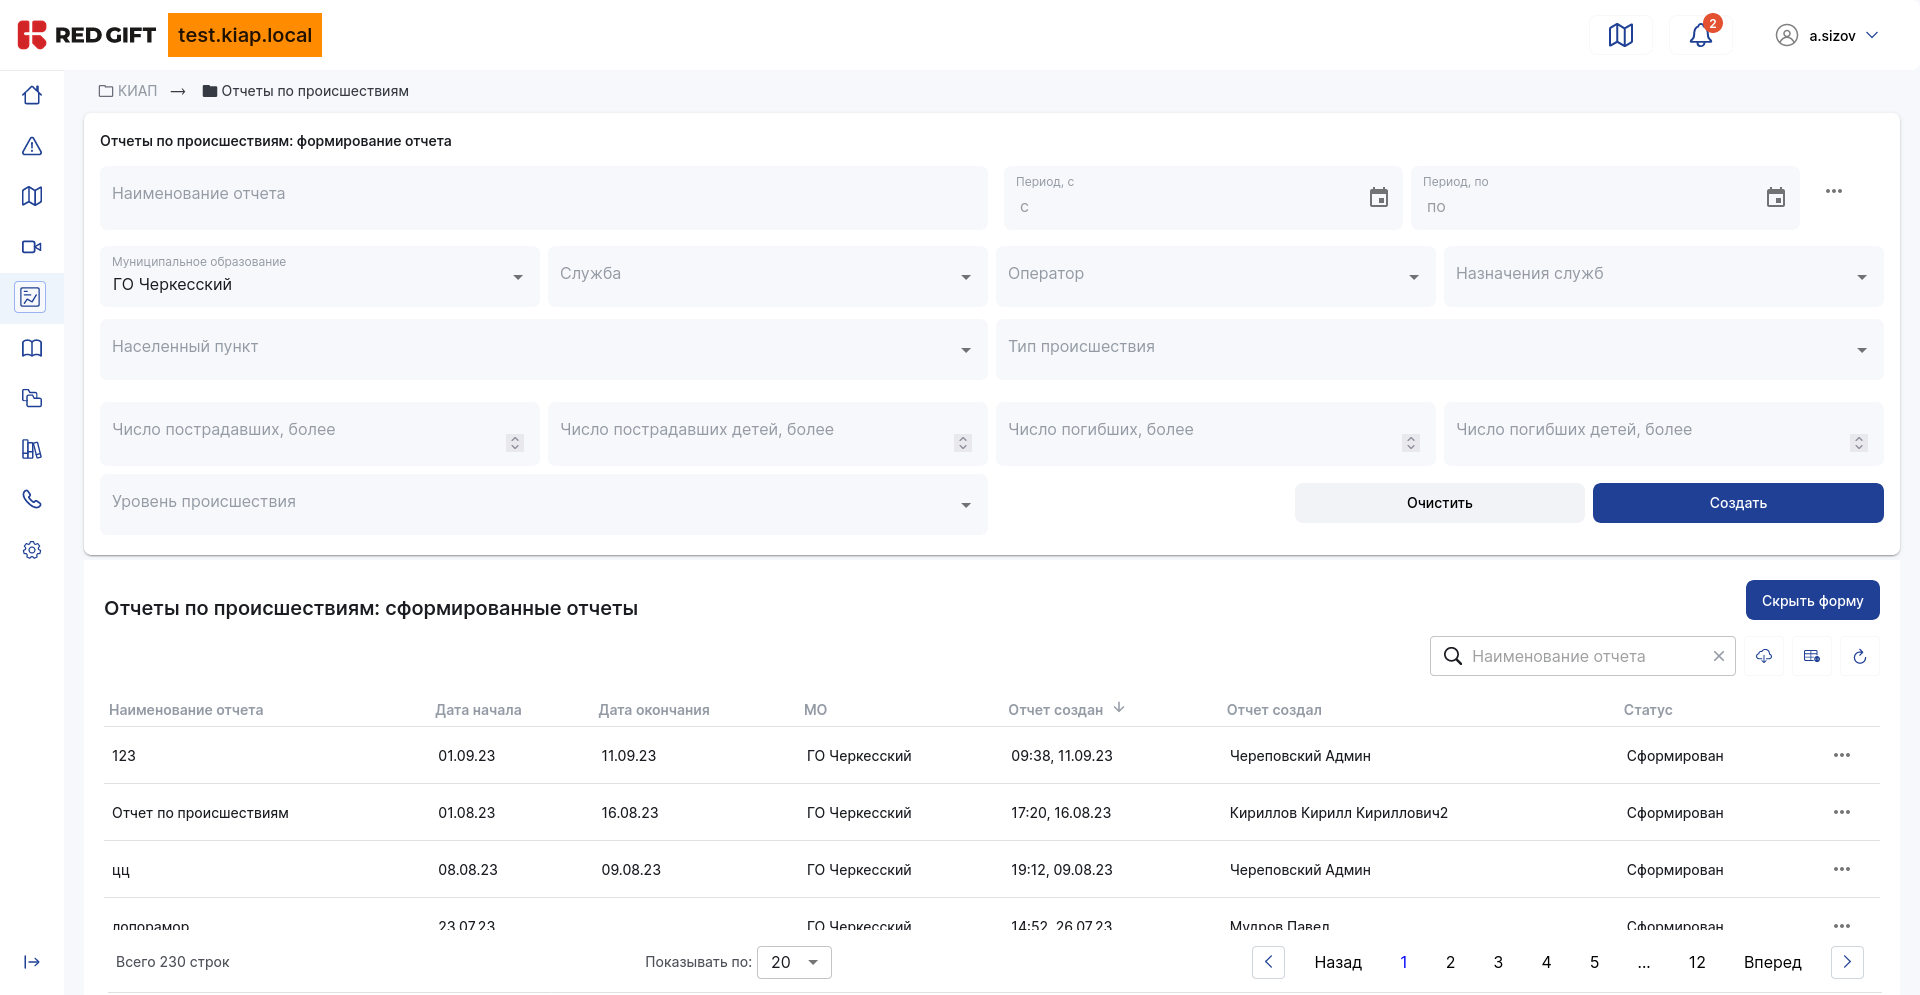 RED GIFT
test.kiap.local
2
a.sizov
КИАП → Отчеты по происшествиям
Отчеты по происшествиям: формирование отчета
Наименование отчета
Период, с
с
Период, по
по
Муниципальное образование
ГО Черкесский
Служба
Оператор
Назначения служб
Населенный пункт
Тип происшествия
Число пострадавших, более
Число пострадавших детей, более
Число погибших, более
Число погибших детей, более
Уровень происшествия
Очистить
Создать
Отчеты по происшествиям: сформированные отчеты
Скрыть форму
Наименование отчета
Наименование отчета Дата начала Дата окончания МО Отчет создан Отчет создал Статус
123 01.09.23 11.09.23 ГО Черкесский 09:38, 11.09.23 Череповский Админ Сформирован
Отчет по происшествиям 01.08.23 16.08.23 ГО Черкесский 17:20, 16.08.23 Кириллов Кирилл Кириллович2 Сформирован
цц 08.08.23 09.08.23 ГО Черкесский 19:12, 09.08.23 Череповский Админ Сформирован
лопорамор 23.07.23 ГО Черкесский 14:52, 26.07.23 Мудров Павел Сформирован
Всего 230 строк
Показывать по: 20
Назад 1 2 3 4 5 ... 12 Вперед